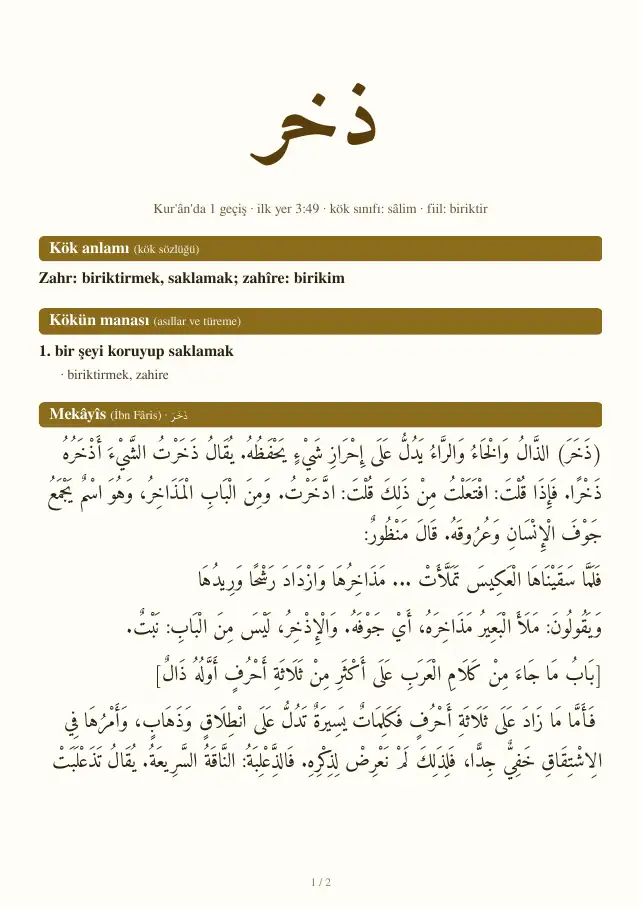 ذخر
Kur'ân'da 1 geçiş · ilk yer 3:49 · kök sınıfı: sâlim · fiil: biriktir
Kök anlamı (kök sözlüğü)
Zahr: biriktirmek, saklamak; zahîre: birikim
Kökün manası (asıllar ve türeme)
1. bir şeyi koruyup saklamak
· biriktirmek, zahire
Mekâyîs (İbn Fâris) · ذَخَرَ
(ذَخَرَ) الذَّالُ وَالْخَاءُ وَالرَّاءُ يَدُلُّ عَلَى إِحْرَازِ شَيْءٍ يَحْفَظُهُ. يُقَالُ ذَخَرْتُ الشَّيْءَ أَذْخَرُهُ
ذَخْرًا. فَإِذَا قُلْتَ: افْتَعَلْتُ مِنْ ذَلِكَ قُلْتَ: ادَّخَرْتُ. وَمِنَ الْبَابِ الْمَذَاخِرُ، وَهُوَ اسْمٌ يَجْمَعُ
جَوْفَ الْإِنْسَانِ وَعُرُوقَهُ. قَالَ مَنْظُورٌ:
فَلَمَّا سَقَيْنَاهَا الْعَكِيسَ تَمَلَّأَتْ ... مَذَاخِرُهَا وَازْدَادَ رَشْحًا وَرِيدُهَا
وَيَقُولُونَ: مَلَأَ الْبَعِيرُ مَذَاخِرَهُ، أَيْ جَوْفَهُ. وَالْإِذْخِرُ، لَيْسَ مِنَ الْبَابِ: نَبْتٌ.
[بَابُ مَا جَاءَ مِنْ كَلَامِ الْعَرَبِ عَلَى أَكْثَرِ مِنْ ثَلَاثَةِ أَحْرُفٍ أَوَّلُهُ ذَالٌ]
فَأَمَّا مَا زَادَ عَلَى ثَلَاثَةِ أَحْرُفٍ فَكَلِمَاتٌ يَسِيرَةٌ تَدُلُّ عَلَى انْطِلَاقٍ وَذَهَابٍ، وَأَمْرُهَا فِي
الِاشْتِقَاقِ خَفِيٌّ جِدًّا، فَلِذَلِكَ لَمْ نَعْرِضْ لِذِكْرِهِ. فَالذِّعْلِبَةُ: النَّاقَةُ السَّرِيعَةُ. يُقَالُ تَذَعْلَبَتْ
1 / 2